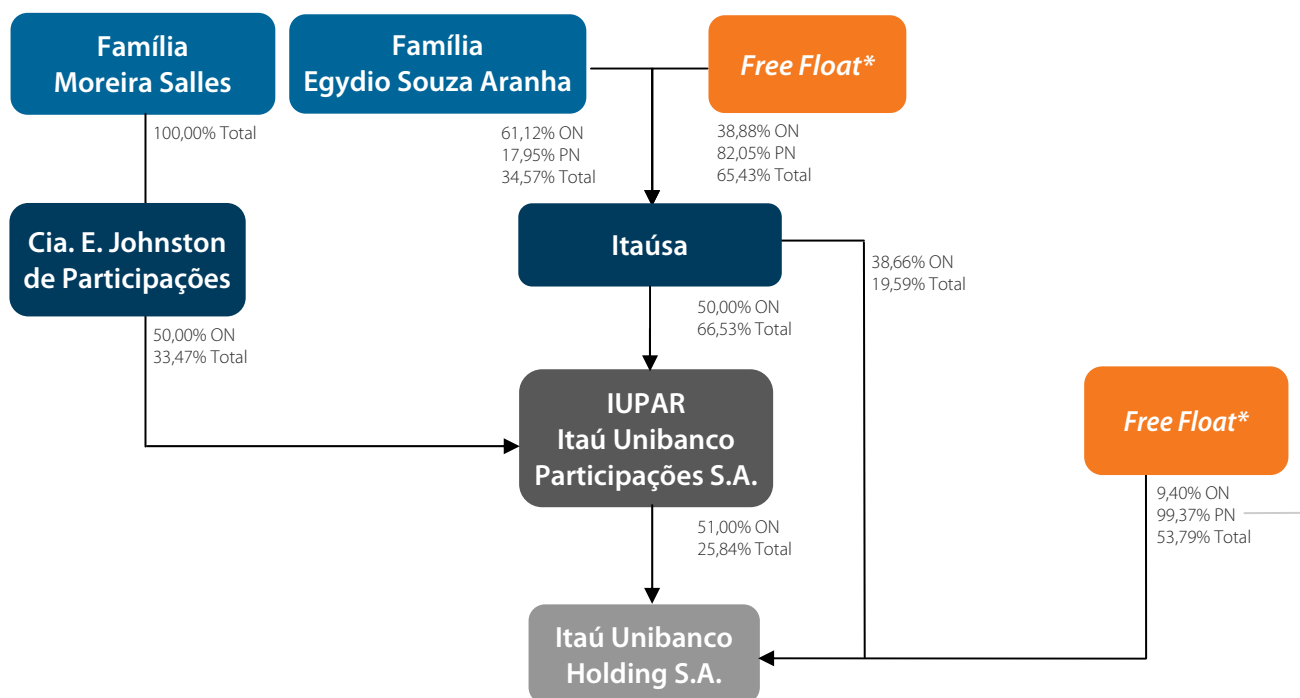 Família
Moreira Salles
Família
Egydio Souza Aranha
Free Float*
100,00% Total
61,12% ON
17,95% PN
34,57% Total
38,88% ON
82,05% PN
65,43% Total
Cia. E. Johnston
de Participações
Itaúsa
38,66% ON
19,59% Total
50,00% ON
33,47% Total
50,00% ON
66,53% Total
IUPAR
Itaú Unibanco
Participações S.A.
Free Float*
9,40% ON
99,37% PN
53,79% Total
51,00% ON
25,84% Total
Itaú Unibanco
Holding S.A.